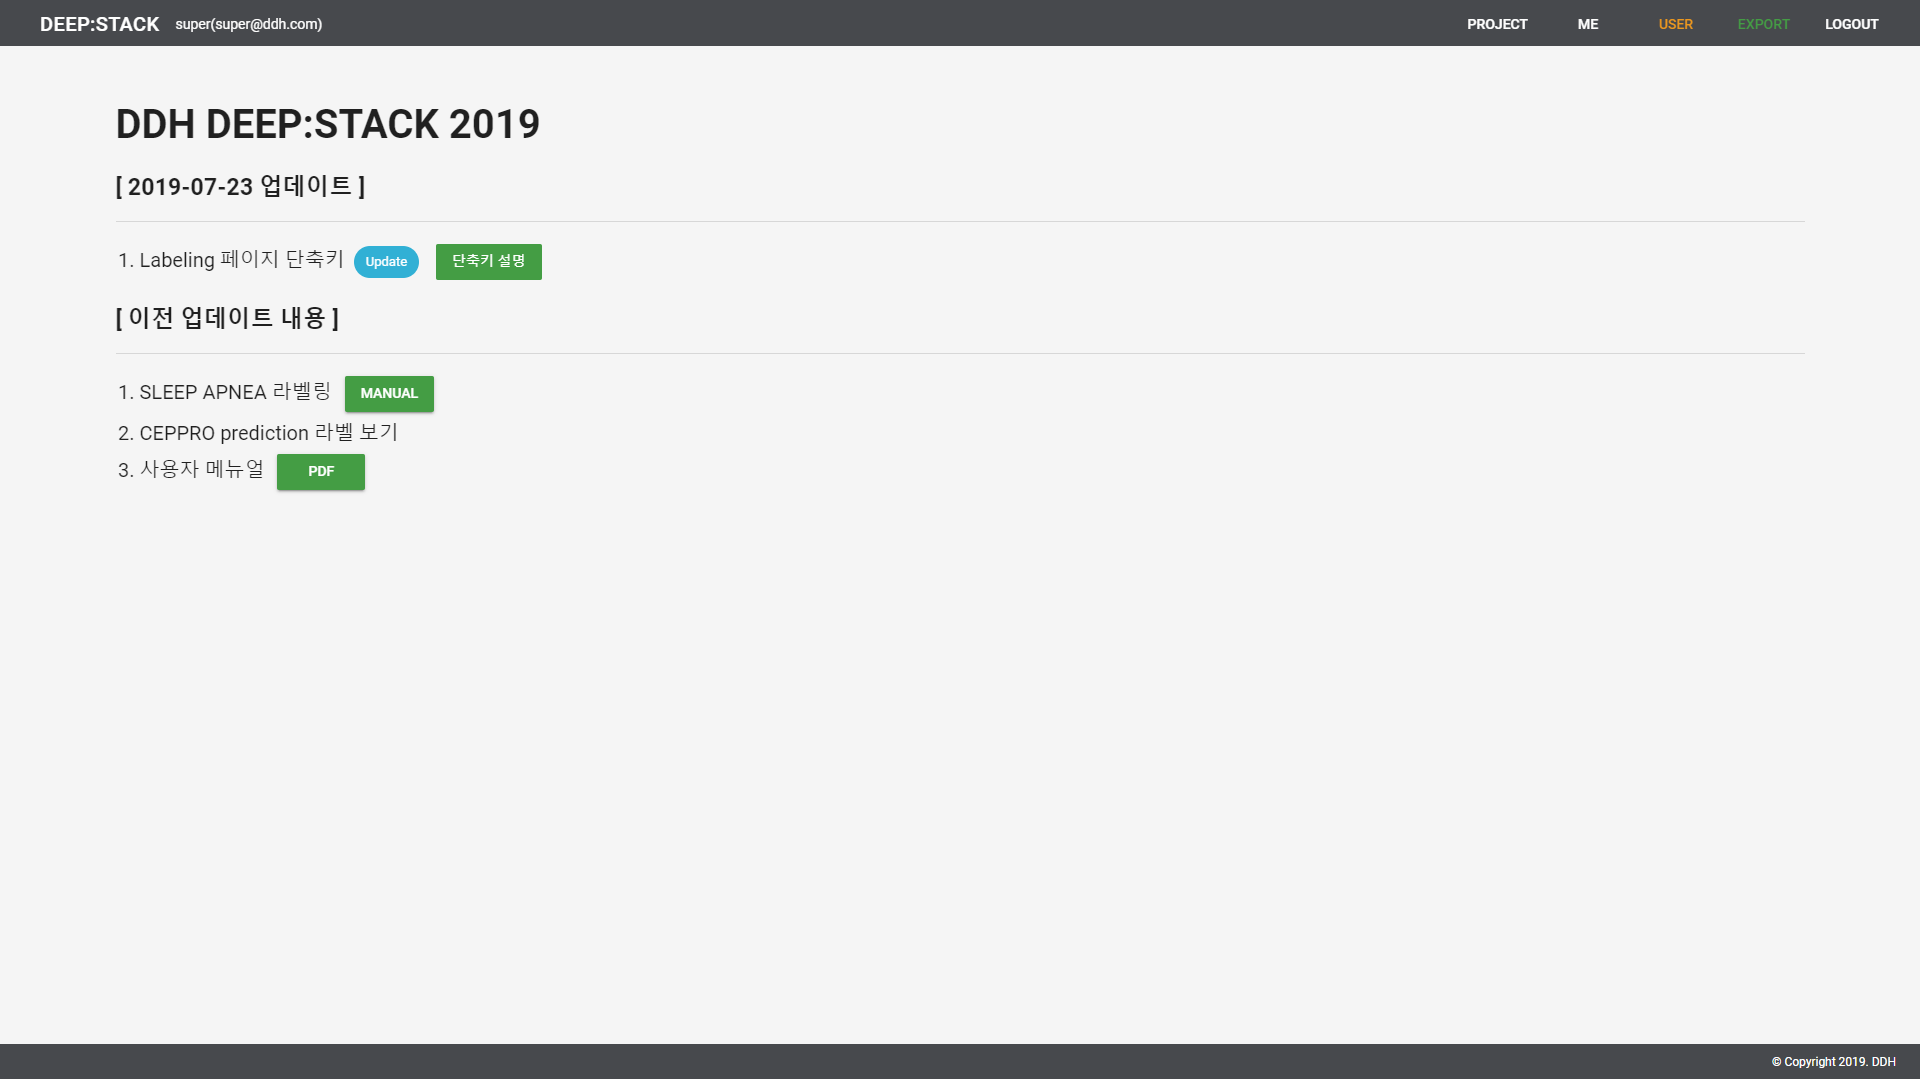 DEEP:STACK super(super@ddh.com) PROJECT ME USER EXPORT LOGOUT
DDH DEEP:STACK 2019
[ 2019-07-23 업데이트 ]
1. Labeling 페이지 단축키 Update 단축키 설명
[ 이전 업데이트 내용 ]
1. SLEEP APNEA 라벨링 MANUAL
2. CEPPRO prediction 라벨 보기
3. 사용자 메뉴얼 PDF
© Copyright 2019. DDH